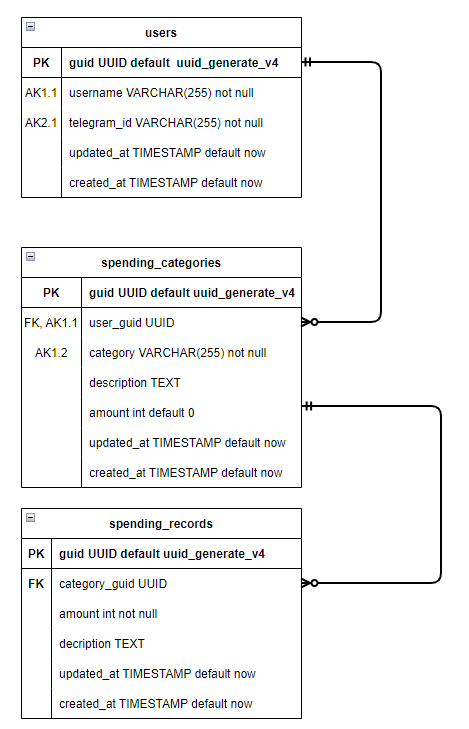 users
PK guid UUID default uuid_generate_v4
AK1.1 username VARCHAR(255) not null
AK2.1 telegram_id VARCHAR(255) not null
updated_at TIMESTAMP default now
created_at TIMESTAMP default now
spending_categories
PK guid UUID default uuid_generate_v4
FK, AK1.1 user_guid UUID
AK1.2 category VARCHAR(255) not null
description TEXT
amount int default 0
updated_at TIMESTAMP default now
created_at TIMESTAMP default now
spending_records
PK guid UUID default uuid_generate_v4
FK category_guid UUID
amount int not null
decription TEXT
updated_at TIMESTAMP default now
created_at TIMESTAMP default now